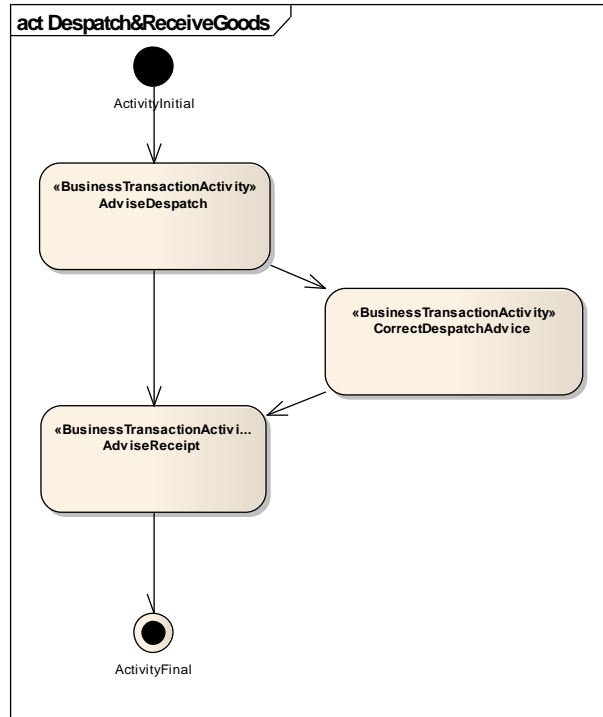 act Despatch&ReceiveGoods
ActivityInitial
«BusinessTransactionActivity»
AdviseDespatch
«BusinessTransactionActivity»
CorrectDespatchAdvice
«BusinessTransactionActivi...
AdviseReceipt
ActivityFinal